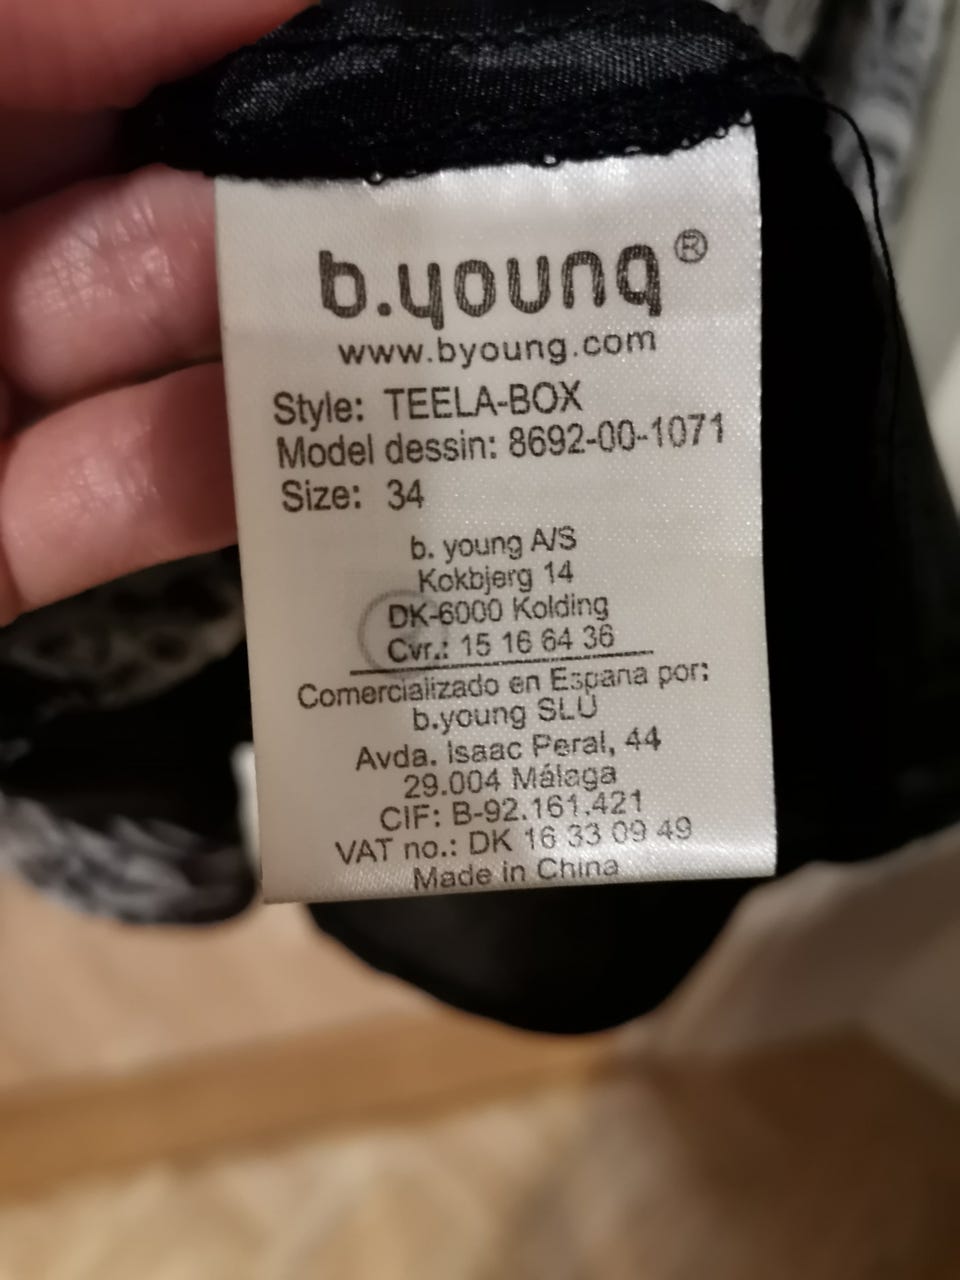 b.young®
www.byoung.com
Style: TEELA-BOX
Model dessin: 8692-00-1071
Size: 34
b. young A/S
Kokbjerg 14
DK-6000 Kolding
Cvr.: 15 16 64 36
Comercializado en Espana por:
b.young SLU
Avda. Isaac Peral, 44
29.004 Málaga
CIF: B-92.161.421
VAT no.: DK 16 33 09 49
Made in China